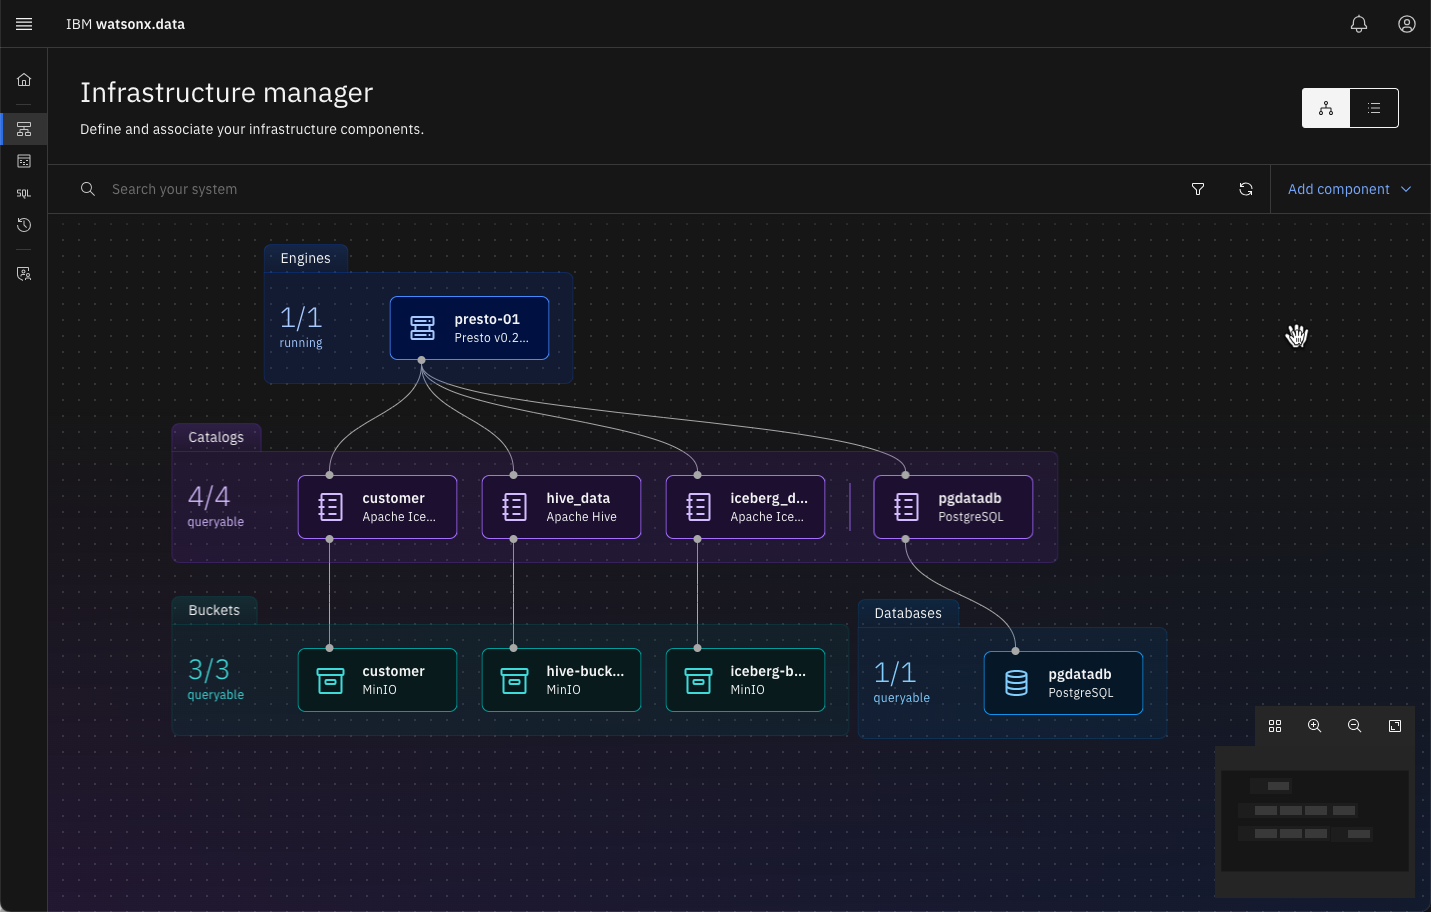 IBM watsonx.data
Infrastructure manager
Define and associate your infrastructure components.
Search your system
Add component
SQL
Engines
1/1
running
presto-01
Presto v0.2...
Catalogs
4/4
queryable
customer
Apache Ice...
hive_data
Apache Hive
iceberg_d...
Apache Ice...
pgdatadb
PostgreSQL
Buckets
3/3
queryable
customer
MinIO
hive-buck...
MinIO
iceberg-b...
MinIO
Databases
1/1
queryable
pgdatadb
PostgreSQL